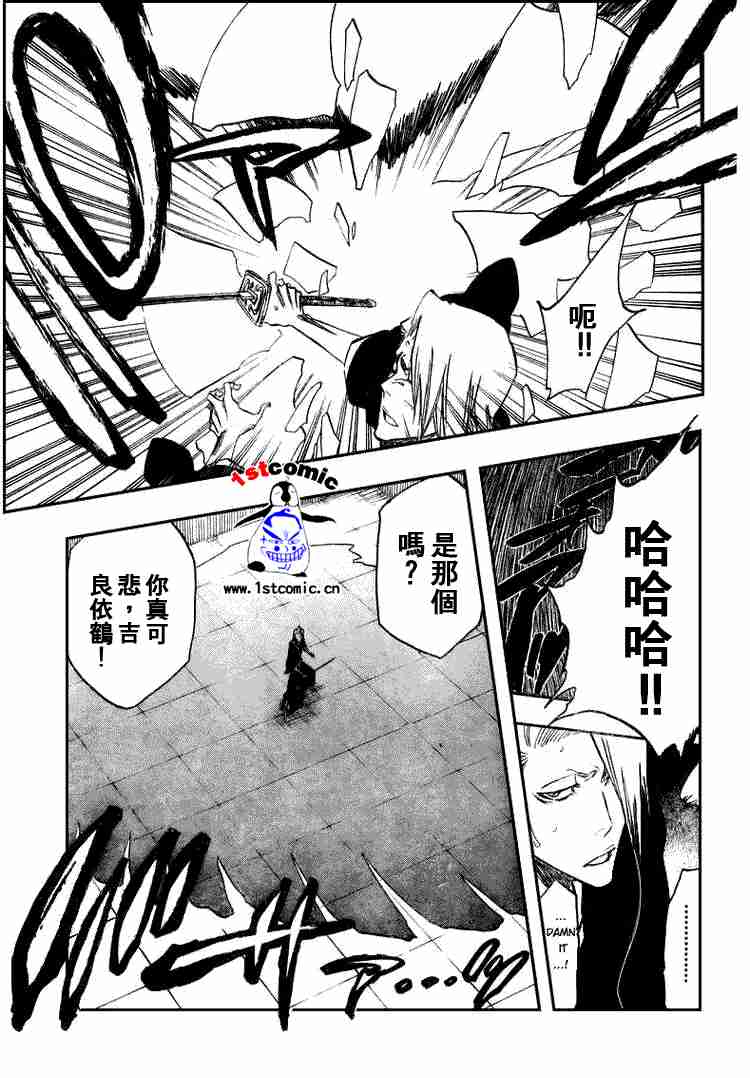 呃!!
哈哈哈!!
………
...
DAMN
IT
...!
是那個
嗎？
你真可
悲，吉
良依鶴！
1stcomic
www.1stcomic.cn